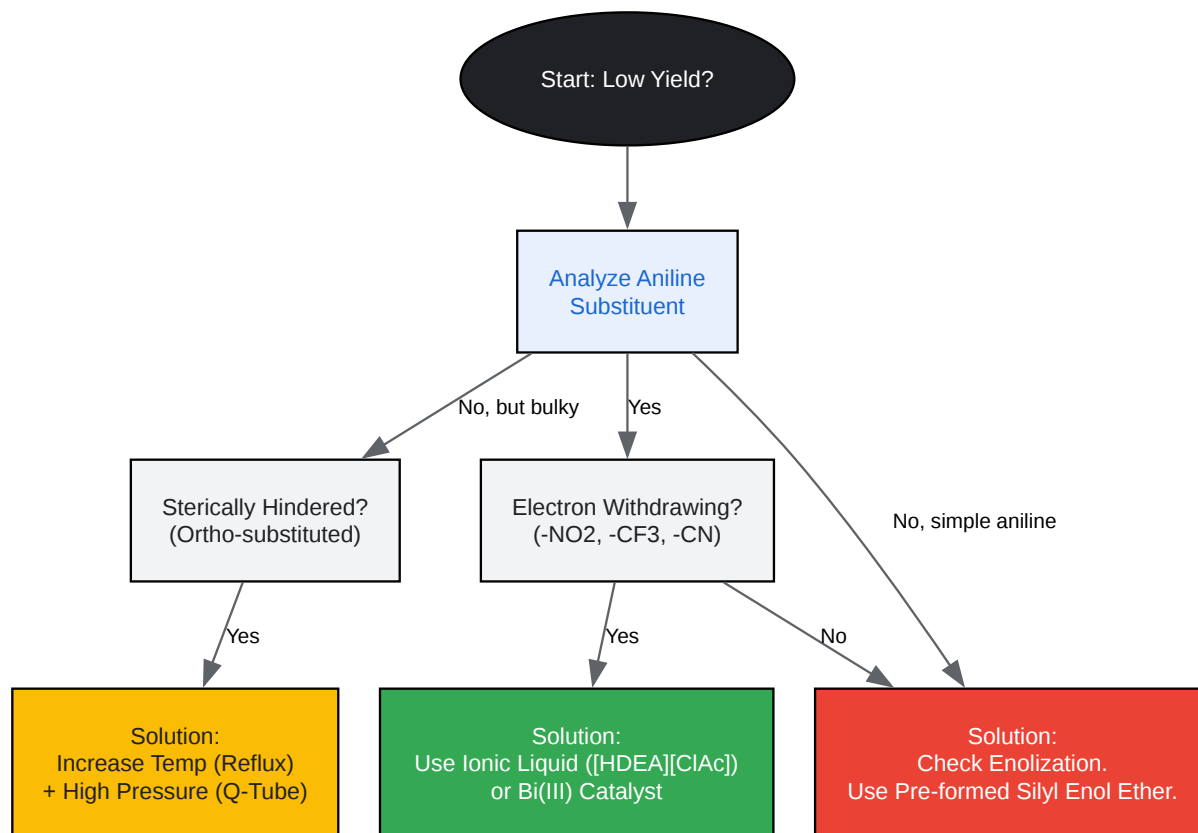 Start: Low Yield?
Analyze Aniline
Substituent
No, but bulky
Yes
No, simple aniline
Sterically Hindered?
(Ortho-substituted)
Electron Withdrawing?
(-NO2, -CF3, -CN)
Yes
Yes
No
Solution:
Increase Temp (Reflux)
+ High Pressure (Q-Tube)
Solution:
Use Ionic Liquid ([HDEA][ClAc])
or Bi(III) Catalyst
Solution:
Check Enolization.
Use Pre-formed Silyl Enol Ether.